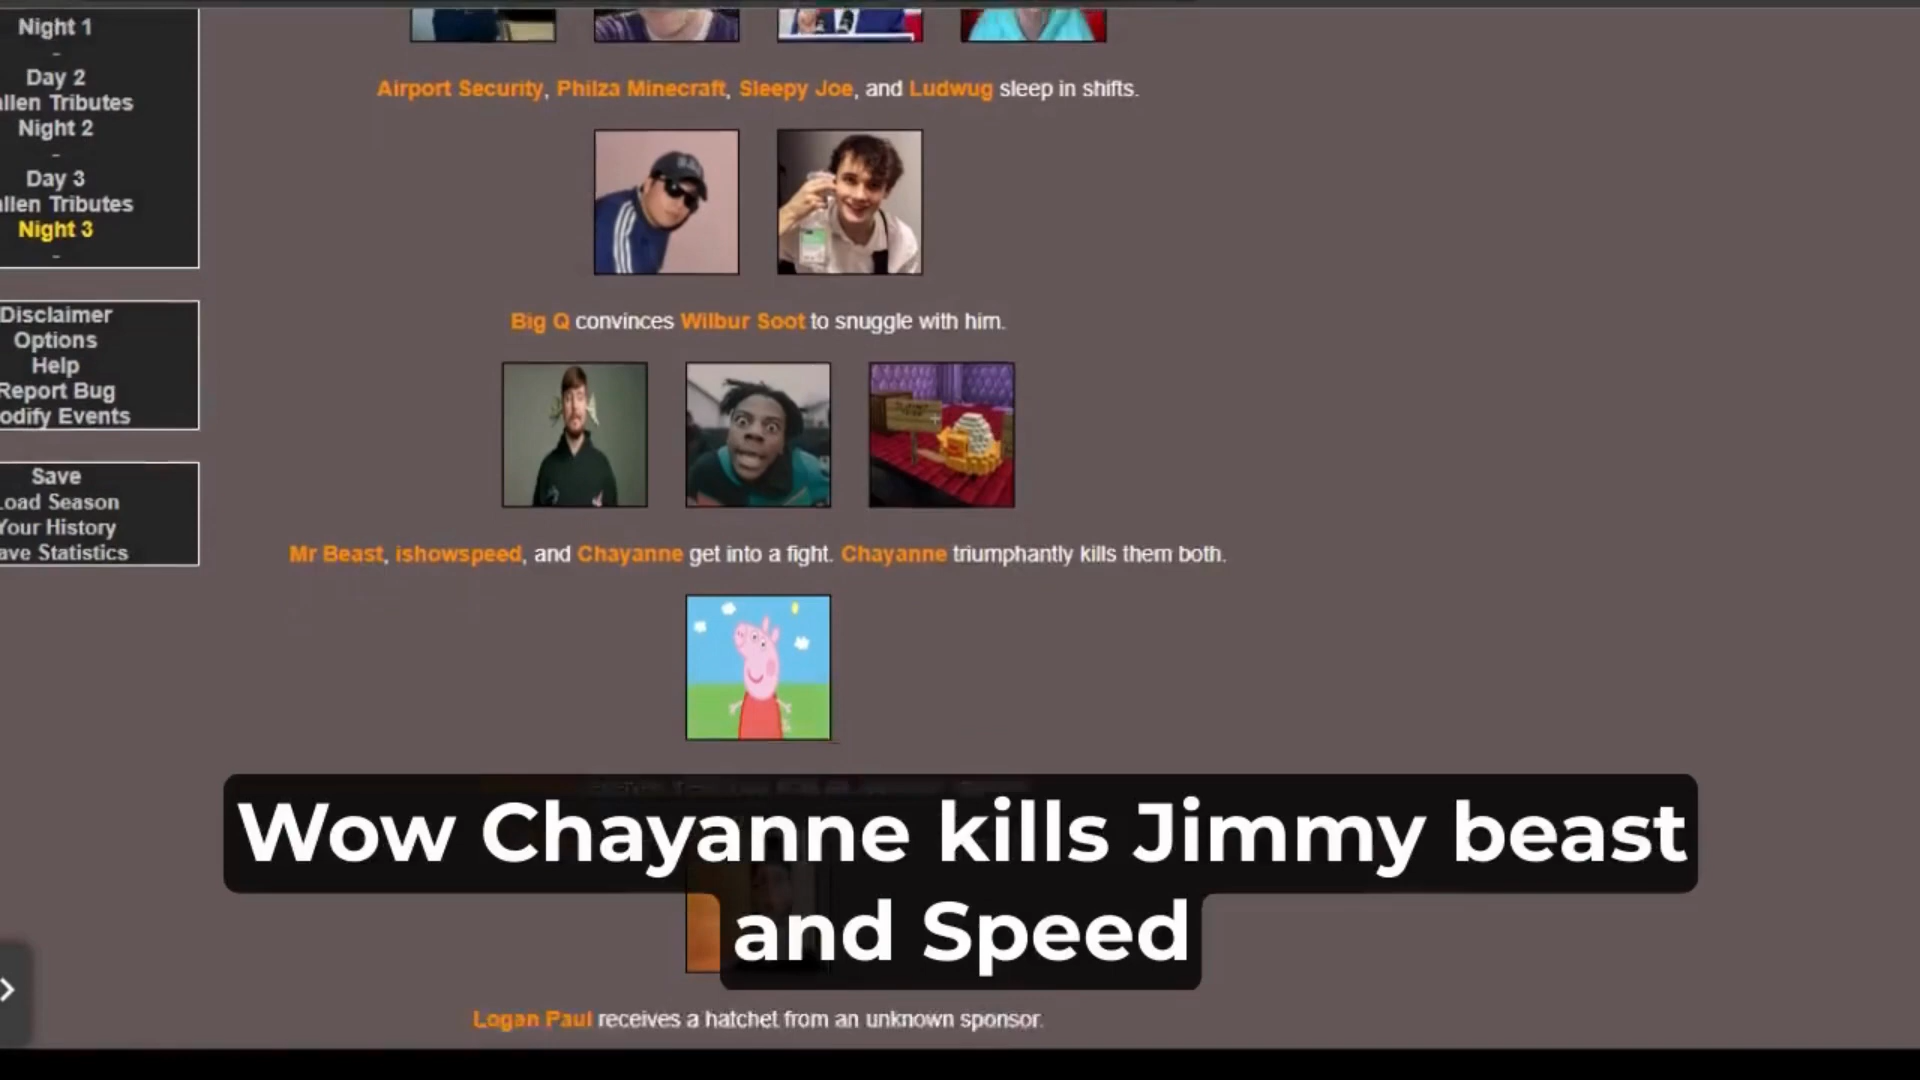 Night 1
-
Day 2
allen Tributes
Night 2
-
Day 3
allen Tributes
Night 3
-
Disclaimer
Options
Help
Report Bug
odify Events
Save
Load Season
Your History
ave Statistics
Airport Security, Philza Minecraft, Sleepy Joe, and Ludwug sleep in shifts.
Big Q convinces Wilbur Soot to snuggle with him.
Mr Beast, ishowspeed, and Chayanne get into a fight. Chayanne triumphantly kills them both.
Wow Chayanne kills Jimmy beast
and Speed
Logan Paul receives a hatchet from an unknown sponsor.